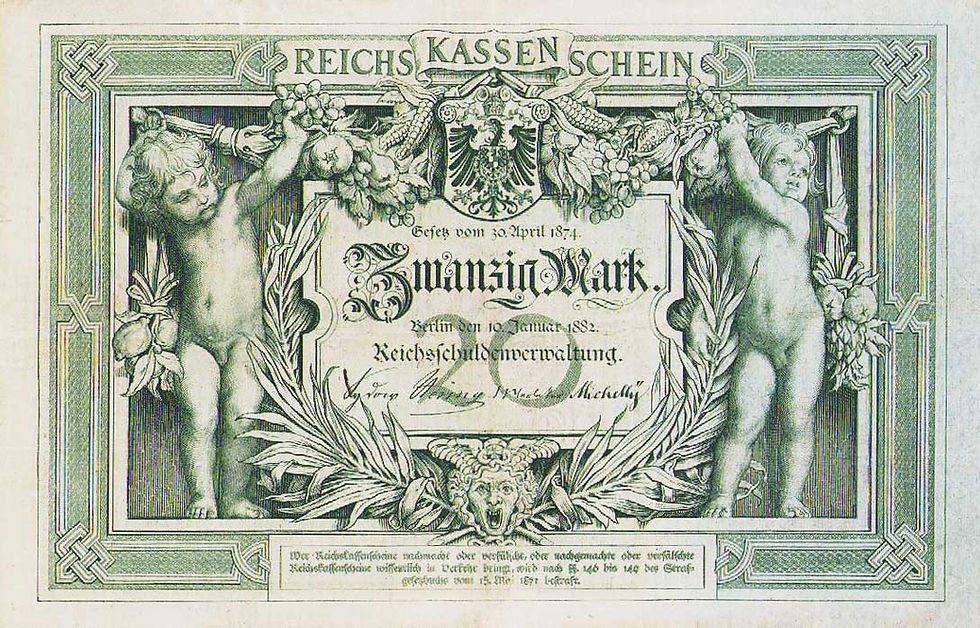 REICHS KASSEN SCHEIN
Gesetz vom 30. April 1874.
Zwanzig Mark.
Berlin den 10. Januar 1882.
20
Reichsschuldenverwaltung.
Michelly
Wer Reichskassenscheine nachmacht oder verfälscht, oder nachgemachte oder verfälschte
Reichskassenscheine wissentlich in Verkehr bringt, wird nach §§. 146 bis 149 des Straf-
gesetzbuchs vom 15. Mai 1871 bestraft.